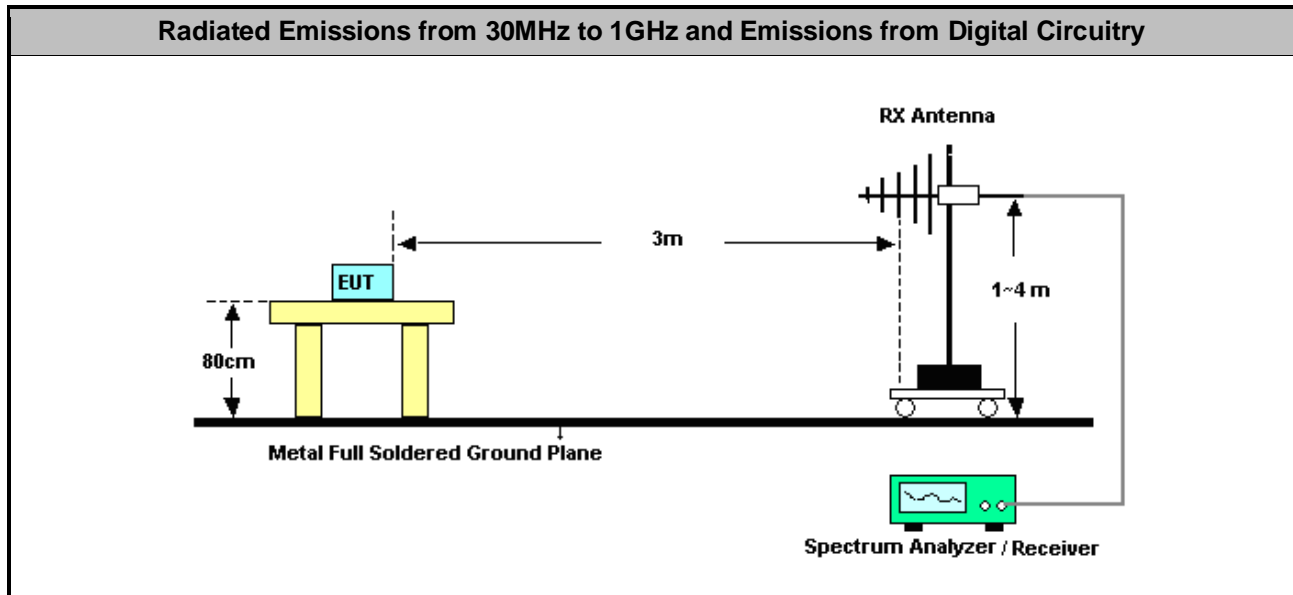 Radiated Emissions from 30MHz to 1GHz and Emissions from Digital Circuitry
RX Antenna
3m
EUT
1~4 m
80cm
Metal Full Soldered Ground Plane
Spectrum Analyzer / Receiver